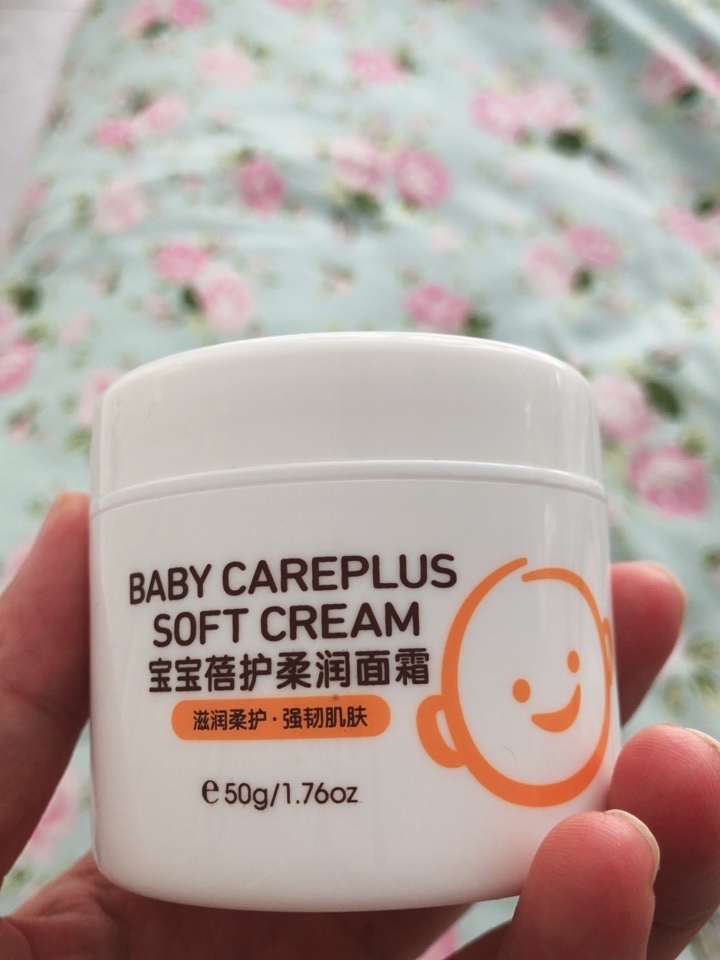 BABY CAREPLUS
SOFT CREAM
宝宝蓓护柔润面霜
滋润柔护·强韧肌肤
e50g/1.76oz